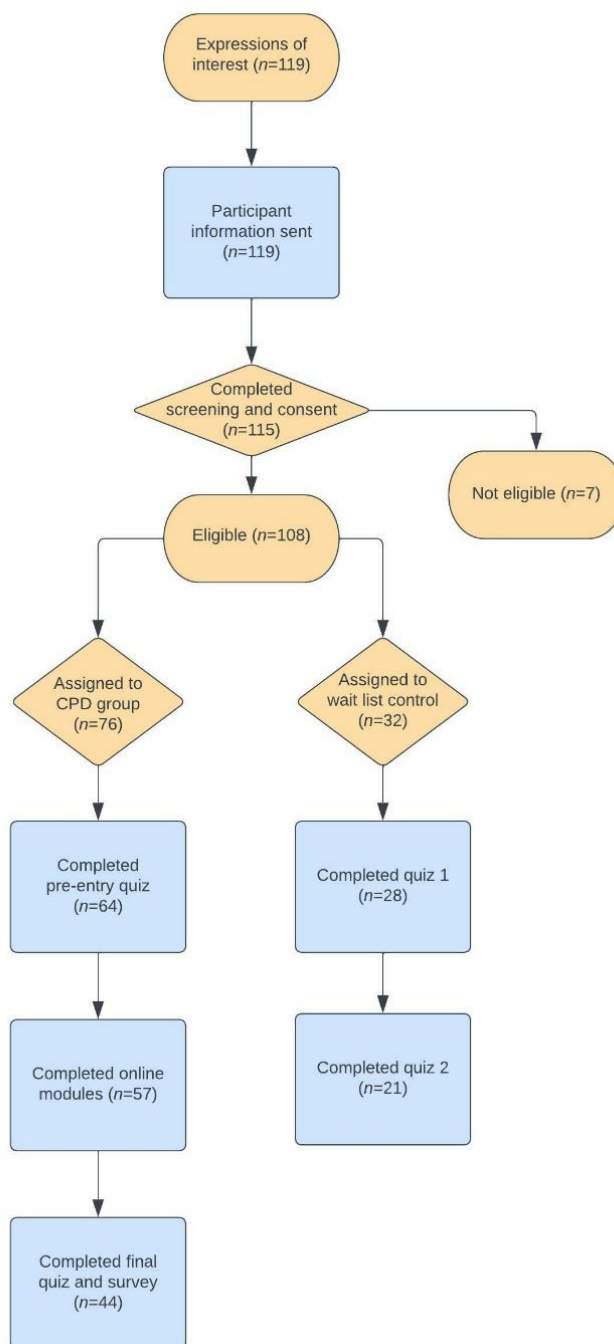 Expressions of
interest (n=119)
Participant
information sent
(n=119)
Completed
screening and consent
(n=115)
Not eligible (n=7)
Eligible (n=108)
Assigned to
CPD group
(n=76)
Assigned to
wait list control
(n=32)
Completed
pre-entry quiz
(n=64)
Completed quiz 1
(n=28)
Completed online
modules (n=57)
Completed quiz 2
(n=21)
Completed final
quiz and survey
(n=44)